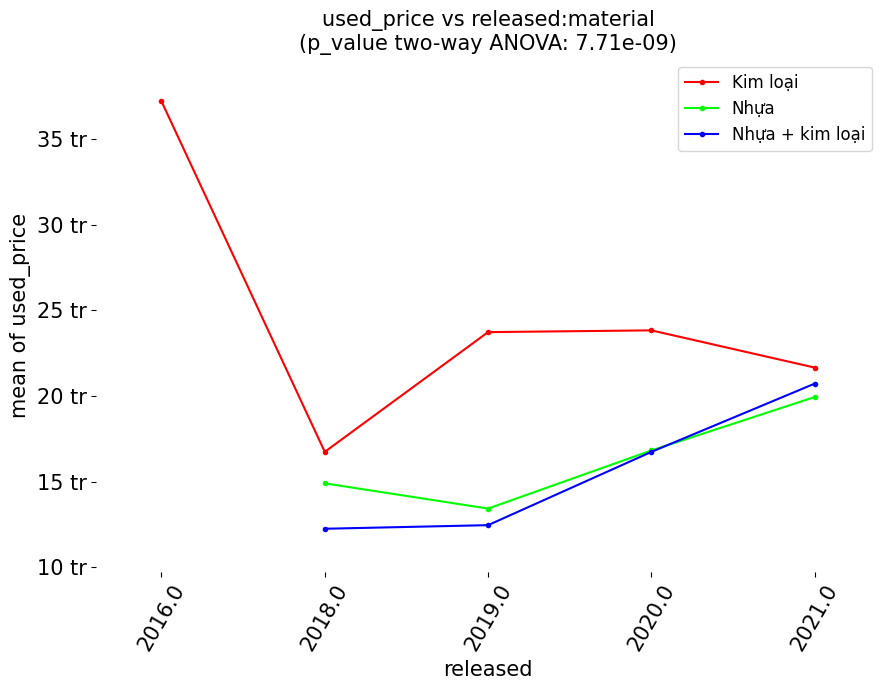 used_price vs released:material
(p_value two-way ANOVA: 7.71e-09)
Kim loại
Nhựa
Nhựa + kim loại
mean of used_price
35 tr
30 tr
25 tr
20 tr
15 tr
10 tr
2016.0
2018.0
2019.0
2020.0
2021.0
released